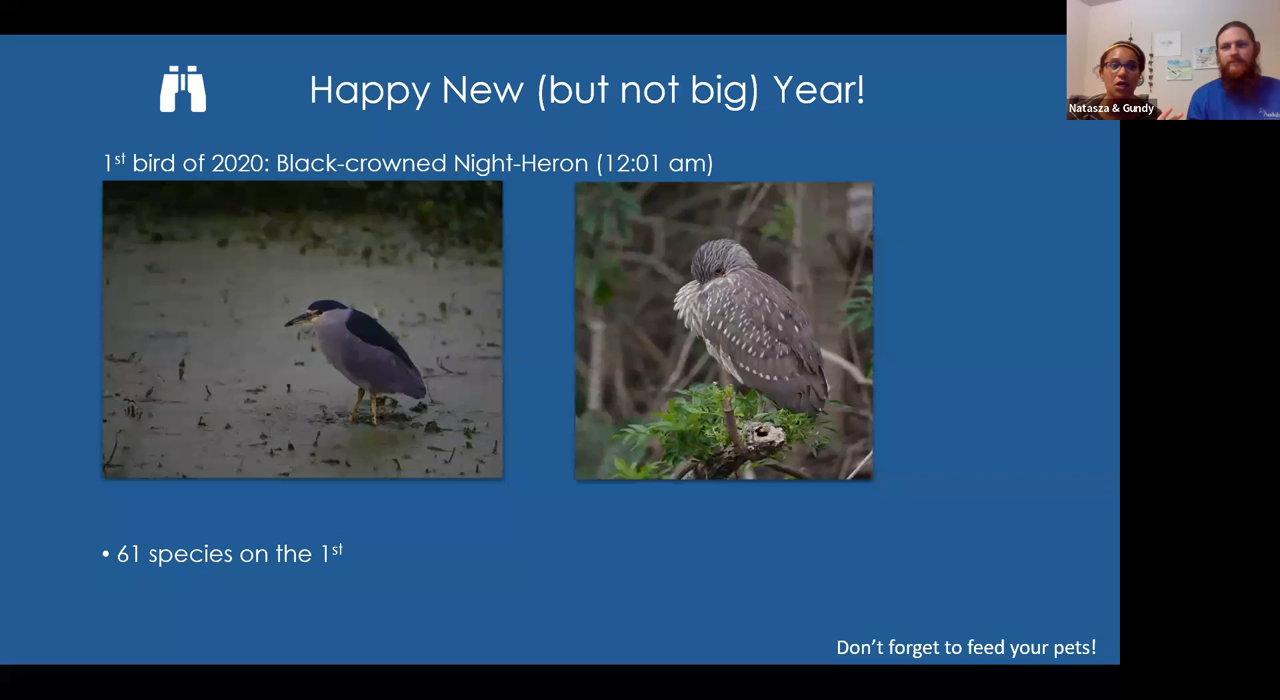 Happy New (but not big) Year!
Natasza & Gundy
1st bird of 2020: Black-crowned Night-Heron (12:01 am)
• 61 species on the 1st
Don't forget to feed your pets!